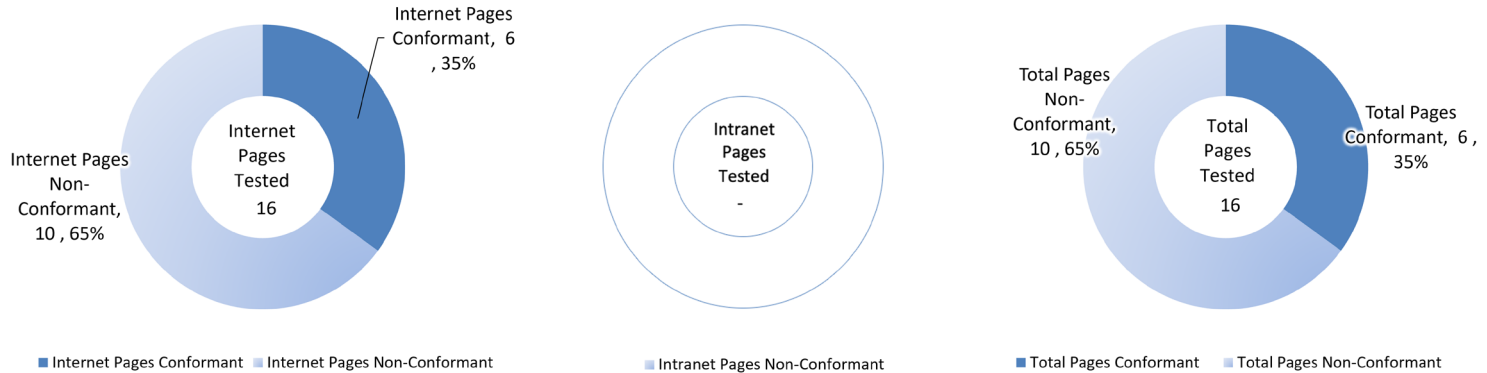 Internet Pages
Conformant,  6
, 35%
Internet Pages
Non-
Conformant,
10 , 65%
Internet
Pages
Tested
16
Internet Pages Conformant
Internet Pages Non-Conformant
Intranet
Pages
Tested
-
Intranet Pages Non-Conformant
Total Pages
Non-
Conformant,
10 , 65%
Total
Pages
Tested
16
Total Pages
Conformant,  6 ,
35%
Total Pages Conformant
Total Pages Non-Conformant